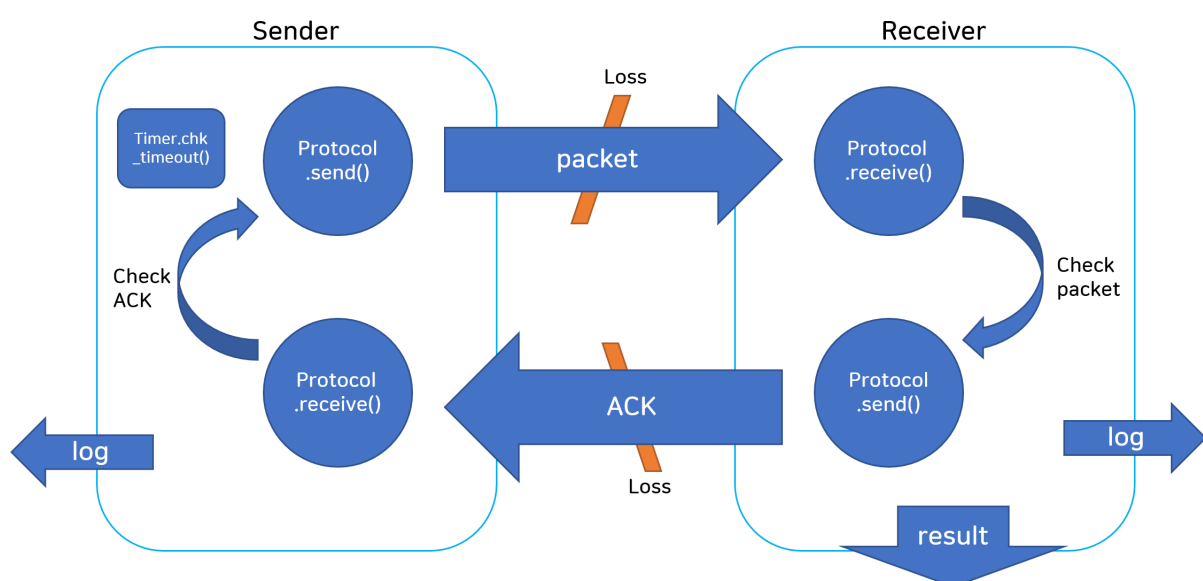 Sender
Receiver
Loss
Timer.chk
_timeout()
Protocol
.send()
packet
Protocol
.receive()
Check
ACK
Check
packet
Protocol
.receive()
ACK
Protocol
.send()
log
log
Loss
result